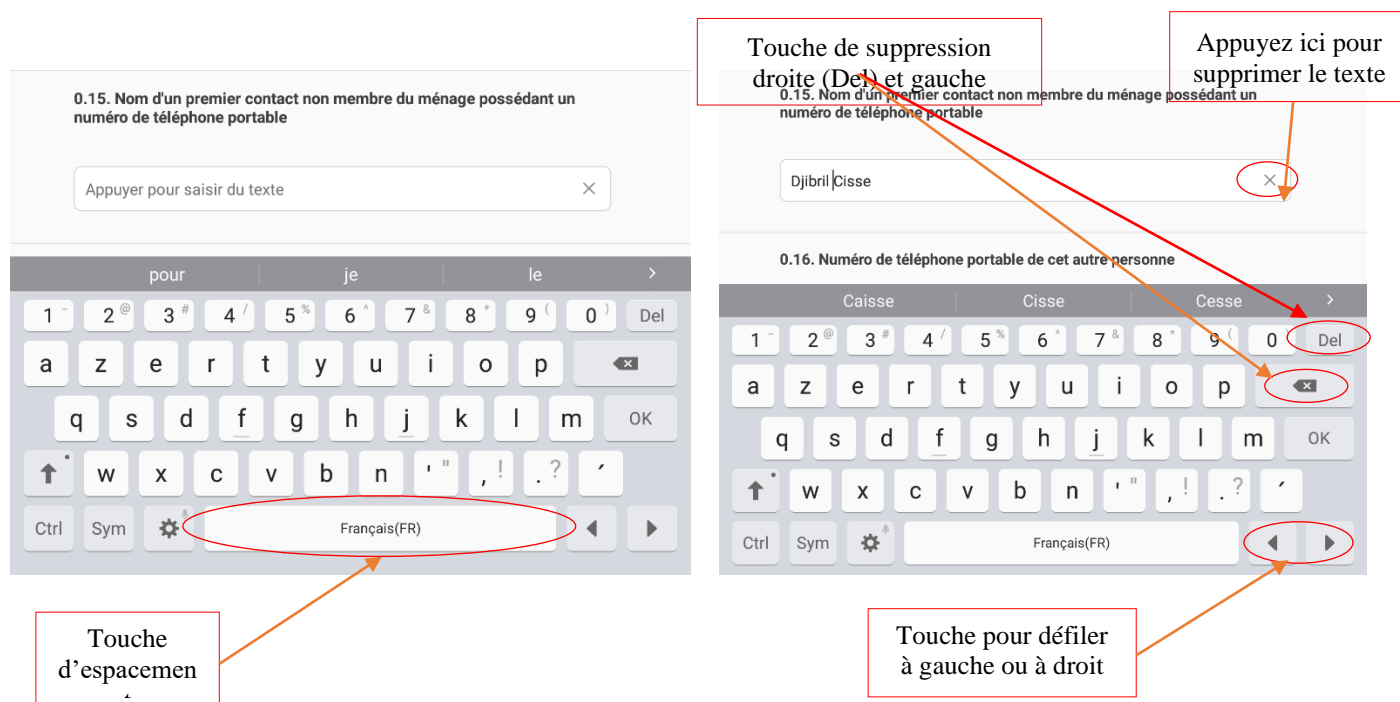 0.15. Nom d'un premier contact non membre du ménage possédant un
numéro de téléphone portable
Appuyer pour saisir du texte
pour je le >
1 - 2 @ 3 # 4 / 5 % 6 ^ 7 & 8 * 9 ( 0 ) Del
a z e r t y u i o p
q s d f g h j k l m OK
w x c v b n ' " , ! . ? ´
Ctrl Sym Français(FR)
Touche
d'espacemen
t
Touche de suppression
droite (Del) et gauche
Appuyez ici pour
supprimer le texte
0.15. Nom d'un premier contact non membre du ménage possédant un
numéro de téléphone portable
Djibril Cisse
0.16. Numéro de téléphone portable de cet autre personne
Caisse Cisse Cesse >
1 - 2 @ 3 # 4 / 5 % 6 ^ 7 & 8 * 9 ( 0 ) Del
a z e r t y u i o p
q s d f g h j k l m OK
w x c v b n ' " , ! . ? ´
Ctrl Sym Français(FR)
Touche pour défiler
à gauche ou à droit